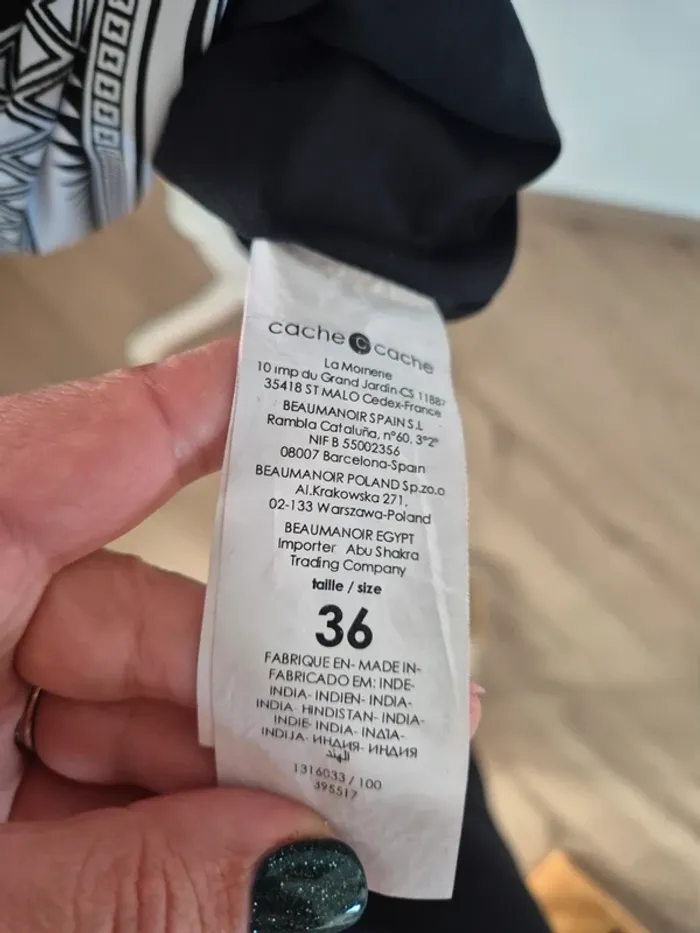 cache c cache
La Morinerie
10 imp du Grand Jardin-CS 11887
35418 ST MALO Cedex-France
BEAUMANOIR SPAIN S.L
Rambla Cataluña, nº60, 3º2º
NIF B 55002356
08007 Barcelona-Spain
BEAUMANOIR POLAND Sp.zo.o
Al.Krakowska 271,
02-133 Warszawa-Poland
BEAUMANOIR EGYPT
Importer Abu Shakra
Trading Company
taille / size
36
FABRIQUE EN- MADE IN-
FABRICADO EM: INDE-
INDIA- INDIEN- INDIA-
INDIA- HINDISTAN- INDIA-
INDIE- INDIA- ΙΝΔΊΑ-
INDIJA- ИНДИЯ- ИНДИЯ
الهند
1316033 / 100
395517